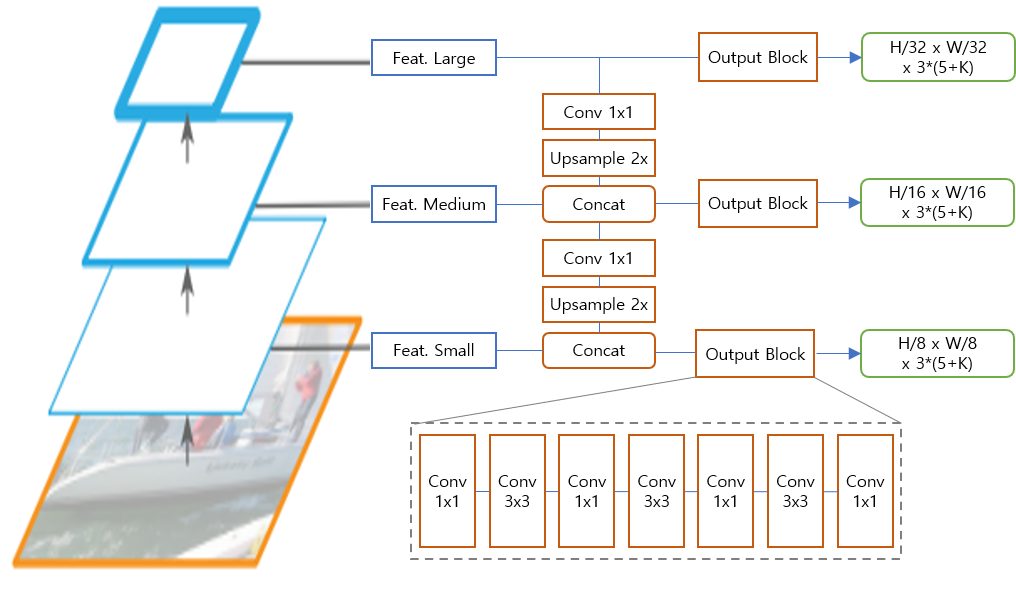 Feat. Large
Output Block
H/32 x W/32
x 3*(5+K)
Conv 1x1
Upsample 2x
Feat. Medium
Concat
Output Block
H/16 x W/16
x 3*(5+K)
Conv 1x1
Upsample 2x
Feat. Small
Concat
Output Block
H/8 x W/8
x 3*(5+K)
Conv
1x1
Conv
3x3
Conv
1x1
Conv
3x3
Conv
1x1
Conv
3x3
Conv
1x1